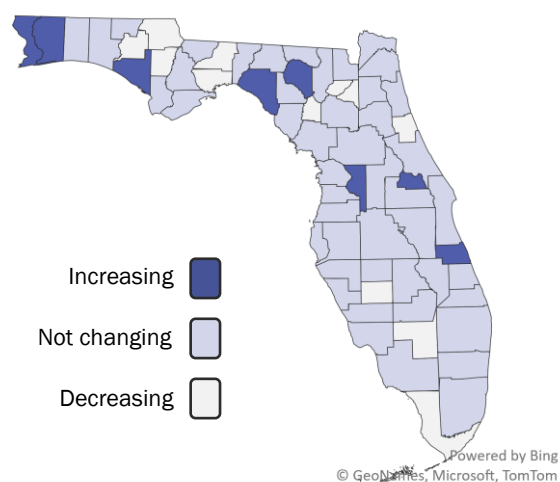 Increasing
Not changing
Decreasing
Powered by Bing
© GeoNames, Microsoft, TomTom